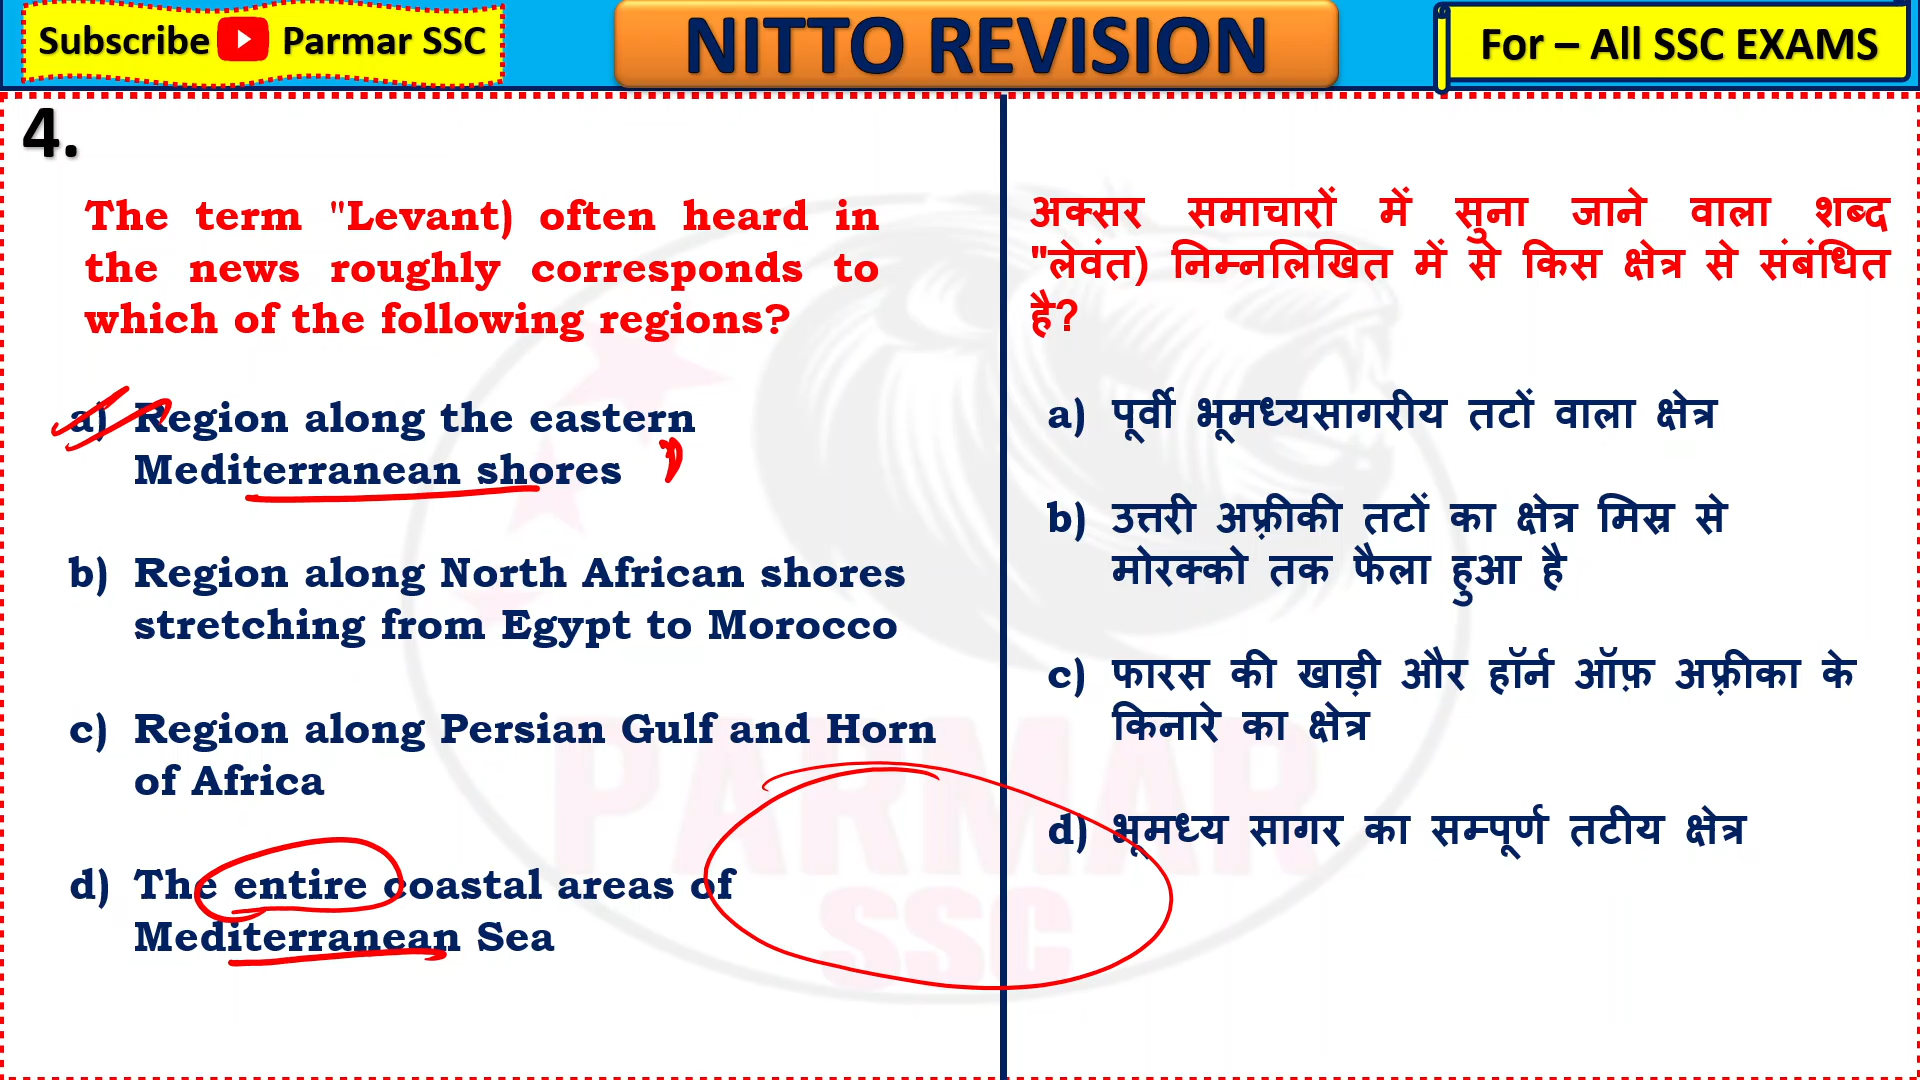 Subscribe Parmar SSC
NITTO REVISION
For – All SSC EXAMS
4.
The term "Levant) often heard in
the news roughly corresponds to
which of the following regions?
a) Region along the eastern
Mediterranean shores
b) Region along North African shores
stretching from Egypt to Morocco
c) Region along Persian Gulf and Horn
of Africa
d) The entire coastal areas of
Mediterranean Sea
अक्सर समाचारों में सुना जाने वाला शब्द
"लेवंत) निम्नलिखित में से किस क्षेत्र से संबंधित
है?
a) पूर्वी भूमध्यसागरीय तटों वाला क्षेत्र
b) उत्तरी अफ़्रीकी तटों का क्षेत्र मिस्र से
मोरक्को तक फैला हुआ है
c) फारस की खाड़ी और हॉर्न ऑफ़ अफ़्रीका के
किनारे का क्षेत्र
d) भूमध्य सागर का सम्पूर्ण तटीय क्षेत्र
PARMAR
SSC